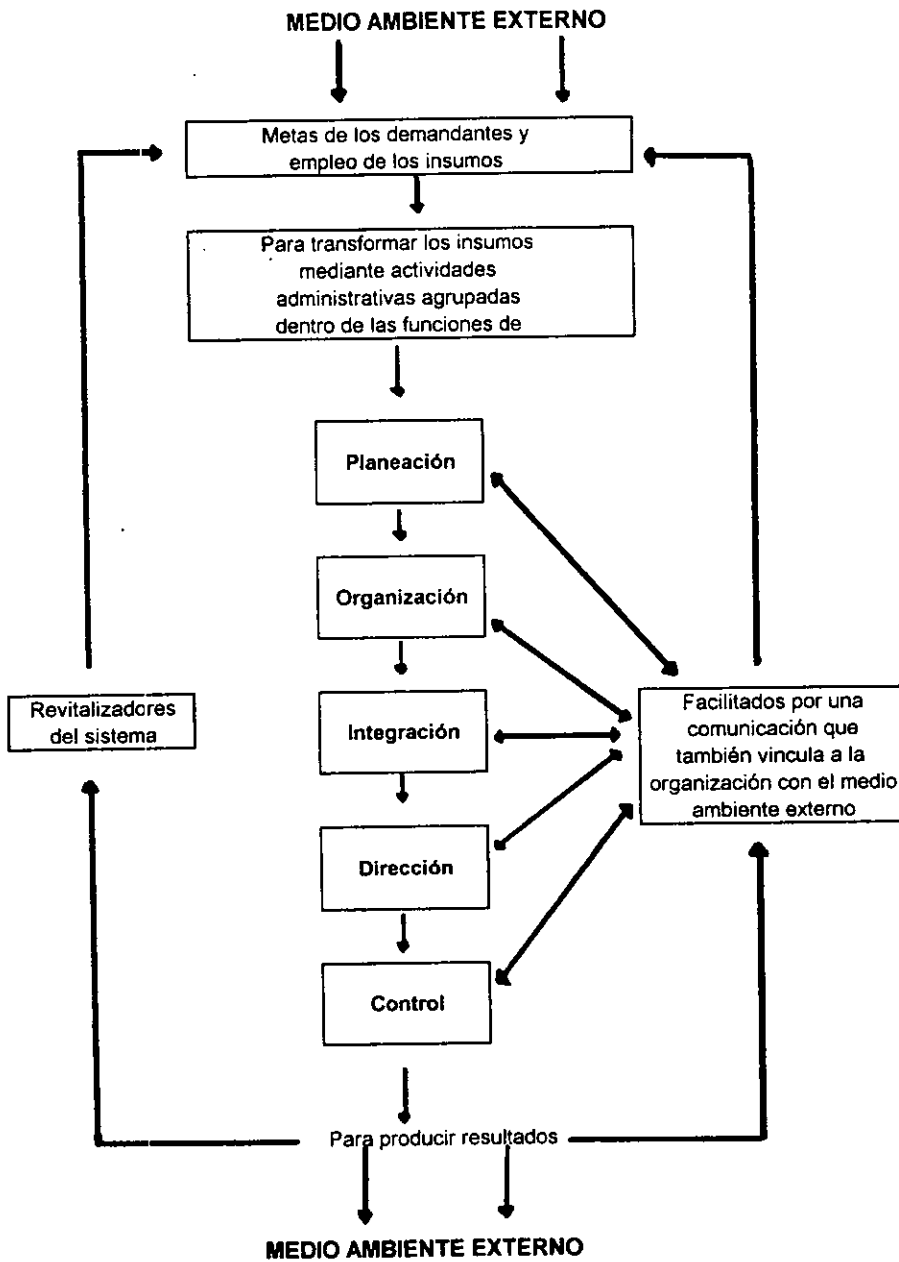 MEDIO AMBIENTE EXTERNO
Metas de los demandantes y
empleo de los insumos
Para transformar los insumos
mediante actividades
administrativas agrupadas
dentro de las funciones de
Planeación
Organización
Integración
Dirección
Control
Revitalizadores
del sistema
Facilitados por una
comunicación que
también vincula a la
organización con el medio
ambiente externo
Para producir resultados
MEDIO AMBIENTE EXTERNO